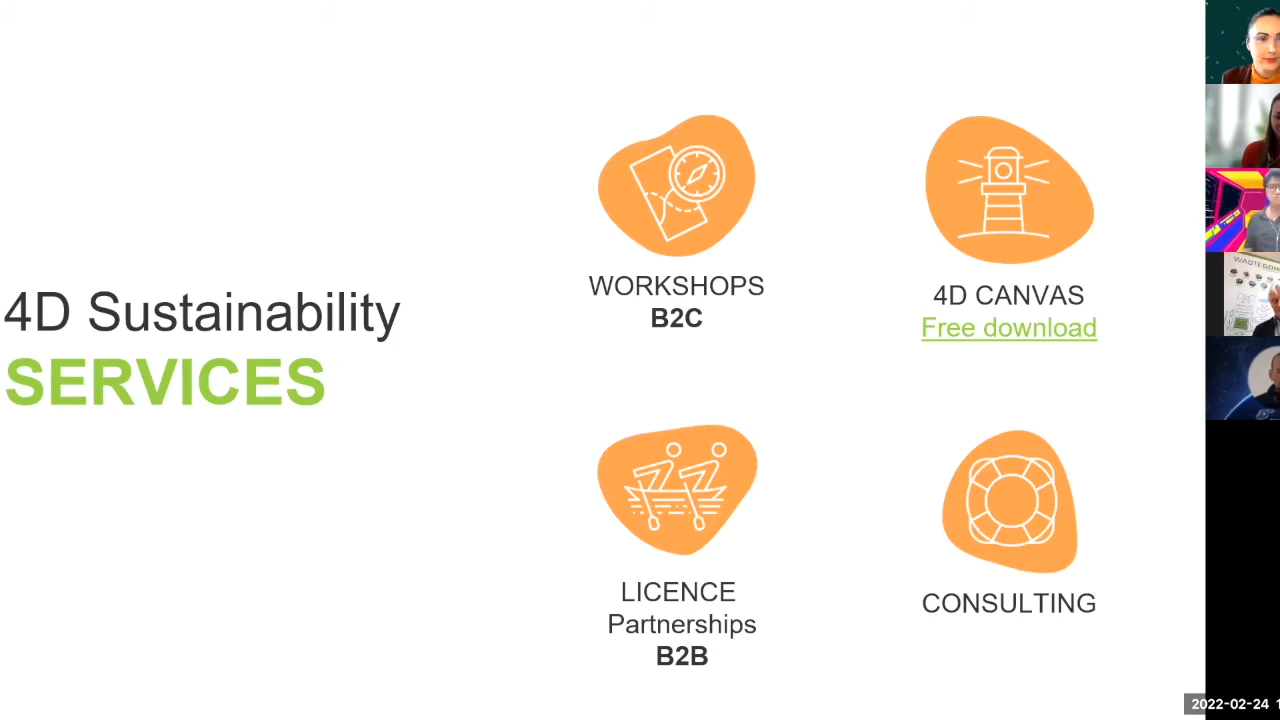 4D Sustainability
SERVICES
WORKSHOPS
B2C
4D CANVAS
Free download
LICENCE
Partnerships
B2B
CONSULTING
2022-02-24